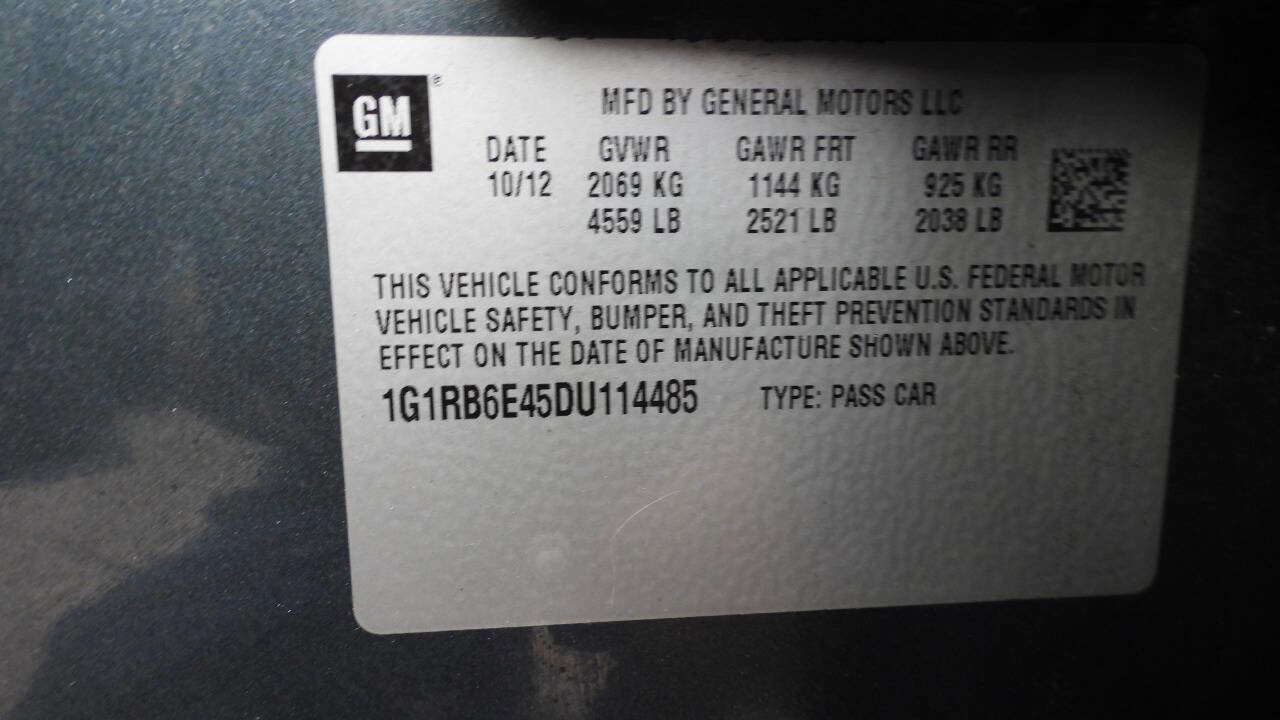 GM®
MFD BY GENERAL MOTORS LLC
DATE GVWR GAWR FRT GAWR RR
10/12 2069 KG 1144 KG 925 KG
4559 LB 2521 LB 2038 LB
THIS VEHICLE CONFORMS TO ALL APPLICABLE U.S. FEDERAL MOTOR
VEHICLE SAFETY, BUMPER, AND THEFT PREVENTION STANDARDS IN
EFFECT ON THE DATE OF MANUFACTURE SHOWN ABOVE.
1G1RB6E45DU114485 TYPE: PASS CAR